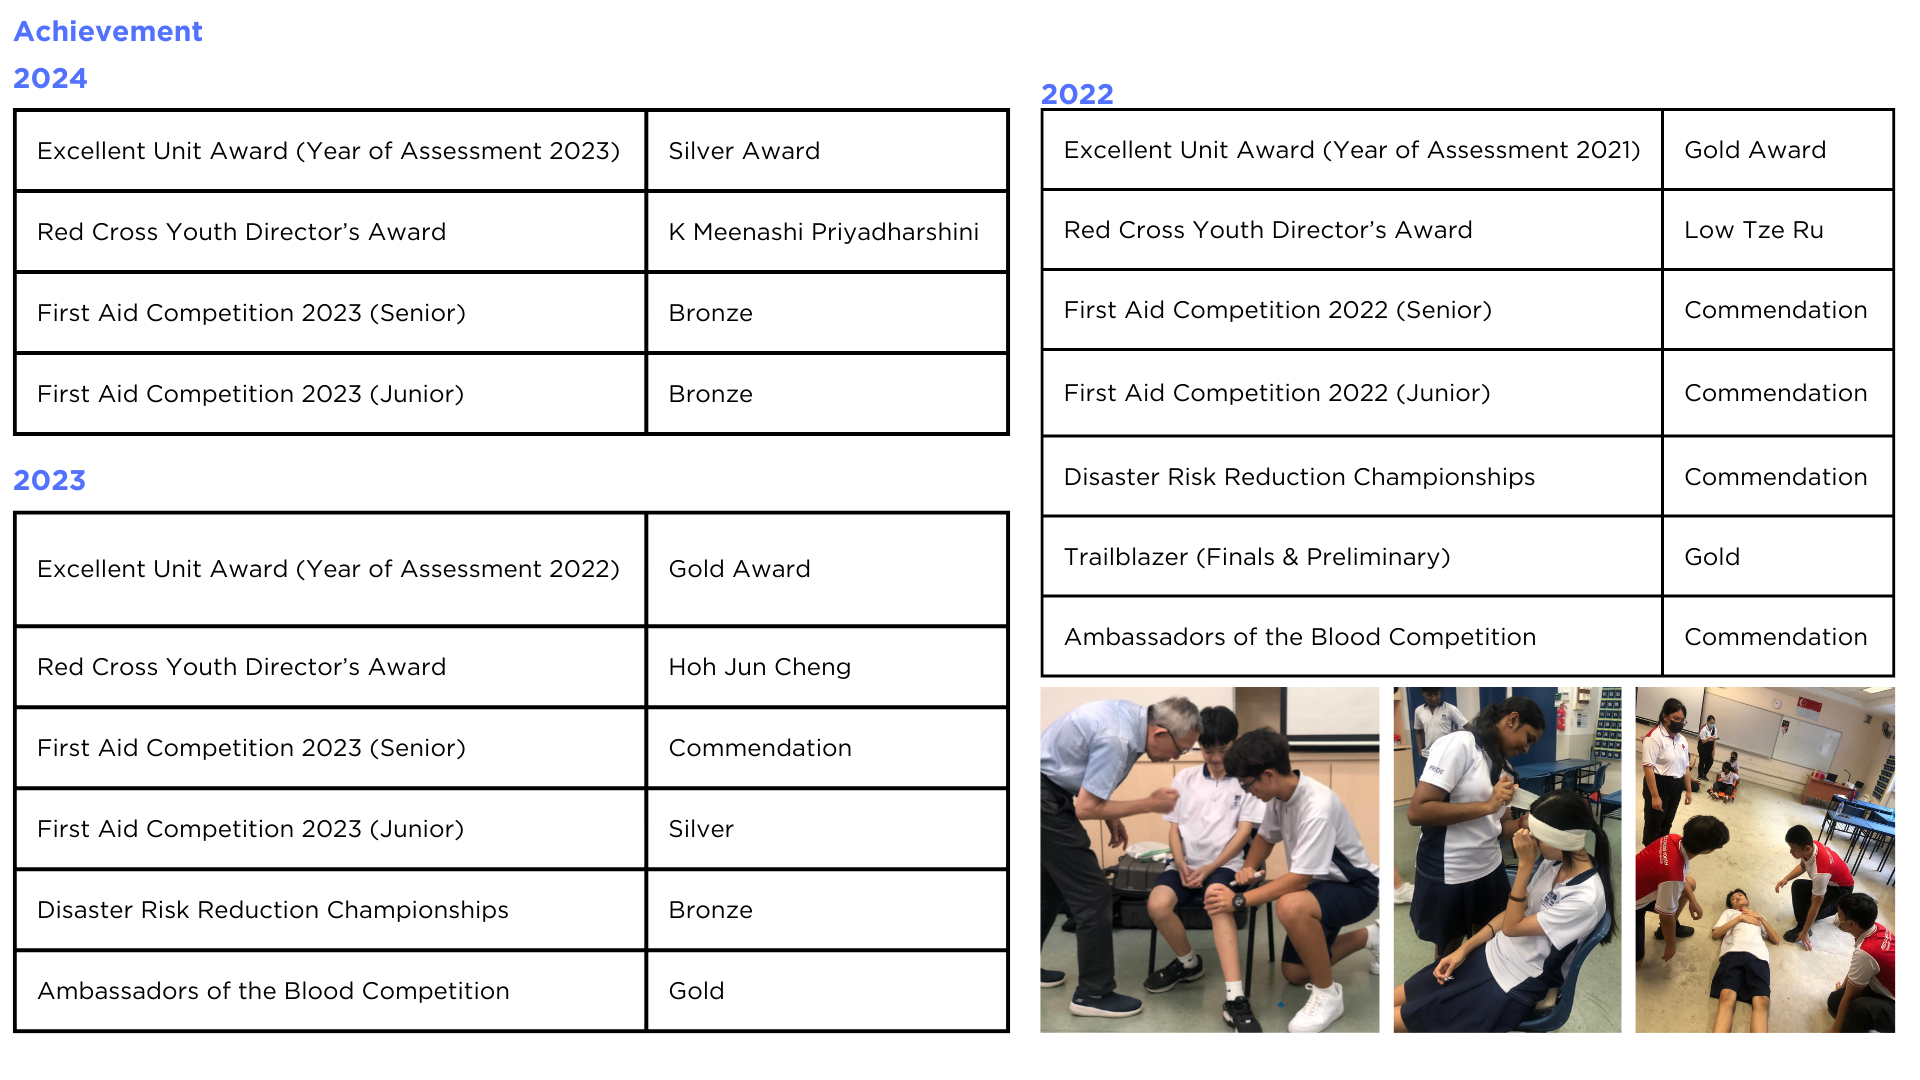 Achievement
2024
Excellent Unit Award (Year of Assessment 2023) Silver Award
Red Cross Youth Director’s Award K Meenashi Priyadharshini
First Aid Competition 2023 (Senior) Bronze
First Aid Competition 2023 (Junior) Bronze
2023
Excellent Unit Award (Year of Assessment 2022) Gold Award
Red Cross Youth Director’s Award Hoh Jun Cheng
First Aid Competition 2023 (Senior) Commendation
First Aid Competition 2023 (Junior) Silver
Disaster Risk Reduction Championships Bronze
Ambassadors of the Blood Competition Gold
2022
Excellent Unit Award (Year of Assessment 2021) Gold Award
Red Cross Youth Director’s Award Low Tze Ru
First Aid Competition 2022 (Senior) Commendation
First Aid Competition 2022 (Junior) Commendation
Disaster Risk Reduction Championships Commendation
Trailblazer (Finals & Preliminary) Gold
Ambassadors of the Blood Competition Commendation
PRIDE